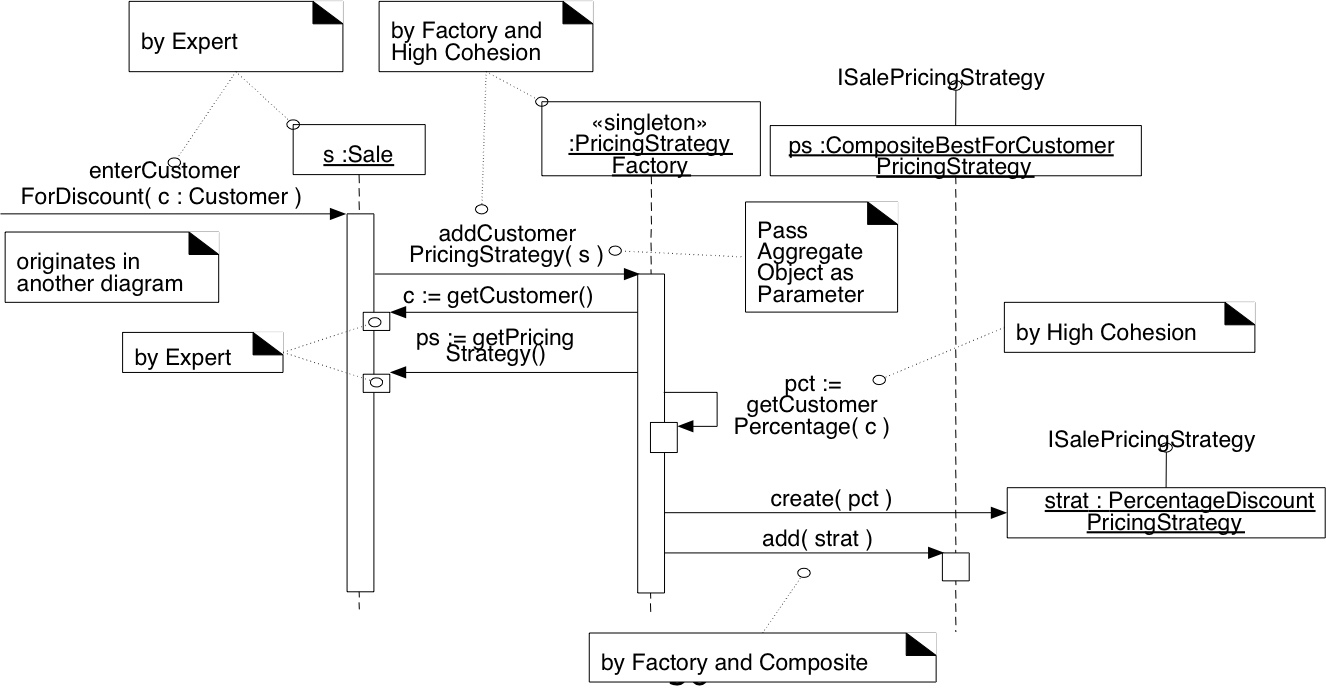 by Expert
by Factory and
High Cohesion
ISalePricingStrategy
«singleton»
:PricingStrategy
Factory
s :Sale
ps :CompositeBestForCustomer
PricingStrategy
enterCustomer
ForDiscount( c : Customer )
addCustomer
PricingStrategy( s )
Pass
Aggregate
Object as
Parameter
originates in
another diagram
c := getCustomer()
by Expert
ps := getPricing
Strategy()
by High Cohesion
pct :=
getCustomer
Percentage( c )
ISalePricingStrategy
strat : PercentageDiscount
PricingStrategy
create( pct )
add( strat )
by Factory and Composite